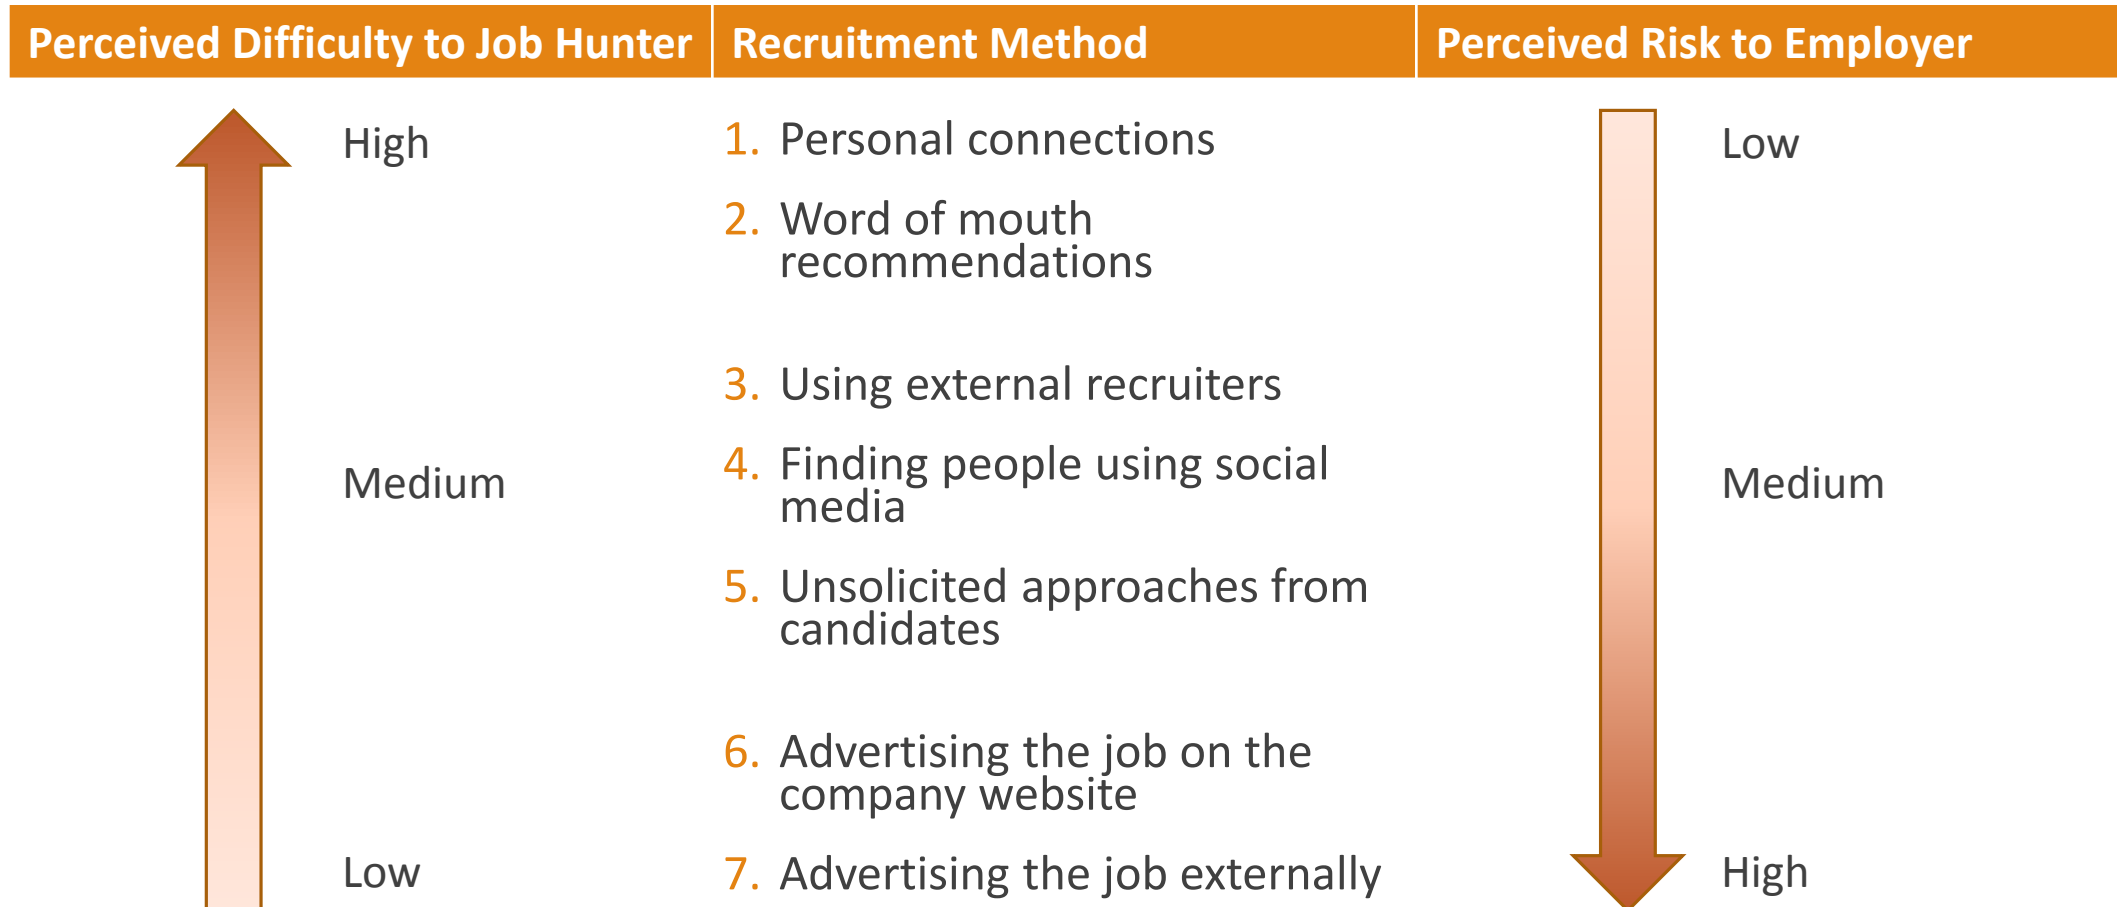 Perceived Difficulty to Job Hunter
Recruitment Method
Perceived Risk to Employer
High
Medium
Low
1. Personal connections
2. Word of mouth
recommendations
3. Using external recruiters
4. Finding people using social
media
5. Unsolicited approaches from
candidates
6. Advertising the job on the
company website
7. Advertising the job externally
Low
Medium
High